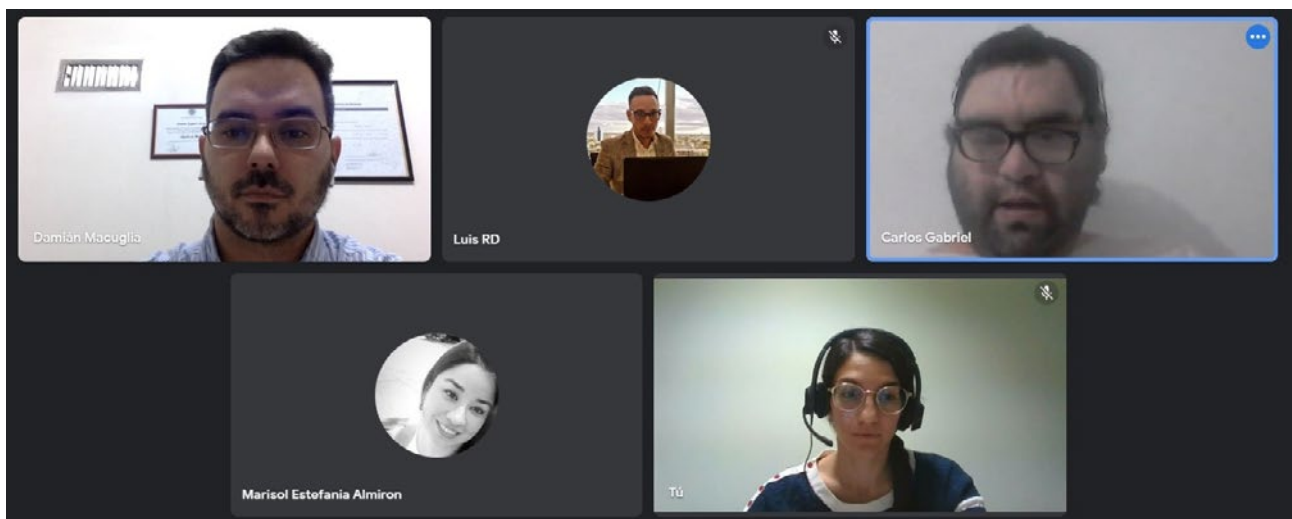 Damián Macuglia
Luis RD
Carlos Gabriel
Marisol Estefania Almiron
Tú